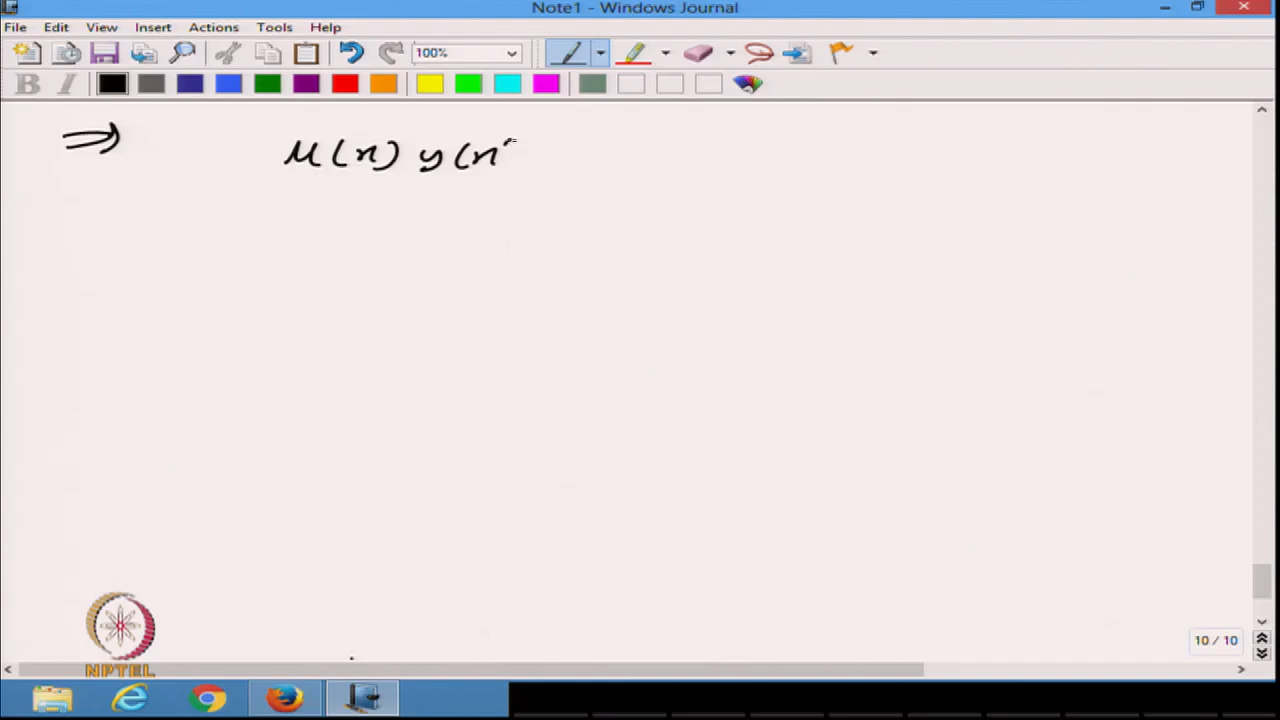 Note1 - Windows Journal
File Edit View Insert Actions Tools Help
100%
B I
⇒ μ(x) y(x
10 / 10
NPTEL